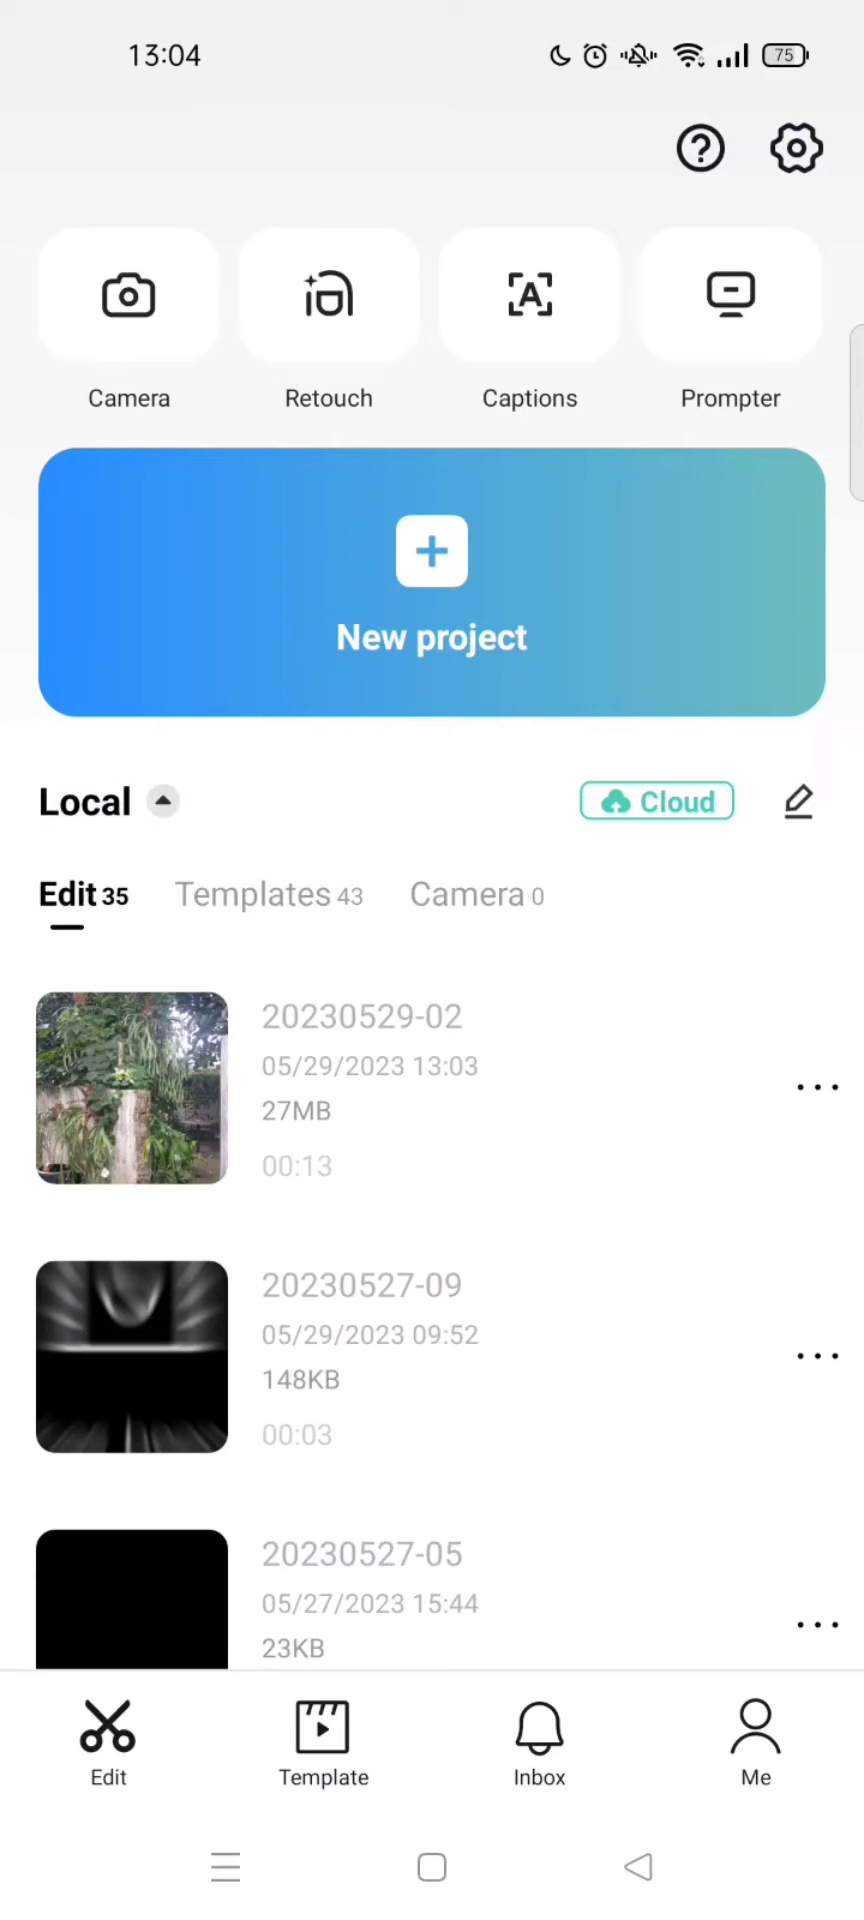 13:04
75
Camera
Retouch
A
Captions
Prompter
New project
Local
Cloud
Edit 35
Templates 43
Camera 0
20230529-02
05/29/2023 13:03
27MB
00:13
20230527-09
05/29/2023 09:52
148KB
00:03
20230527-05
05/27/2023 15:44
23KB
Edit
Template
Inbox
Me